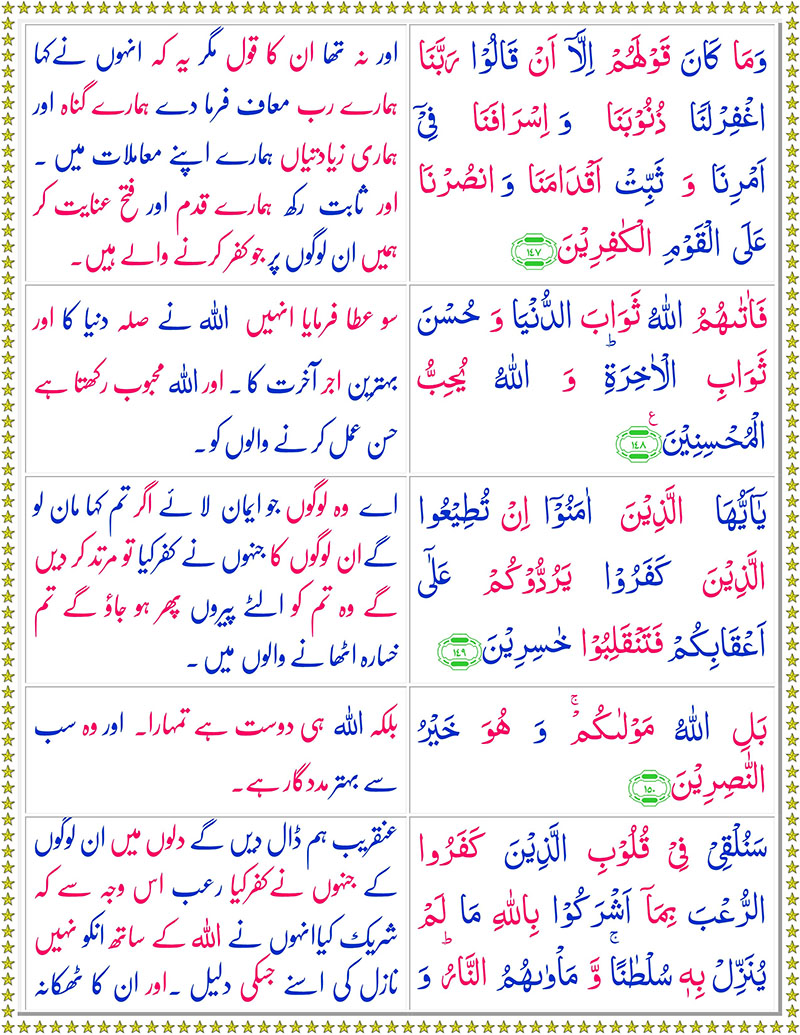 وَمَا كَانَ قَوْلَهُمْ اِلَّآ اَنْ قَالُوْا رَبَّنَا
اغْفِرْلَنَا ذُنُوْبَنَا وَ اِسْرَافَنَا فِیْۤ
اَمْرِنَا وَ ثَبِّتْ اَقْدَامَنَا وَ انْصُرْنَا
عَلَی الْقَوْمِ الْكٰفِرِیْنَ ١٤٧
اور نہ تھا ان کا قول مگر یہ کہ انہوں نے کہا
ہمارے رب معاف فرما دے ہمارے گناہ اور
ہماری زیادتیاں ہمارے اپنے معاملات میں ۔
اور ثابت رکھ ہمارے قدم اور فتح عنایت کر
ہمیں ان لوگوں پر جو کفر کرنے والے ہیں۔
فَاٰتٰىهُمُ اللهُ ثَوَابَ الدُّنْیَا وَ حُسْنَ
ثَوَابِ الْاٰخِرَةِ ؕ وَ اللهُ یُحِبُّ
الْمُحْسِنِیْنَ ١٤٨ ع
سو عطا فرمایا انہیں اللہ نے صلہ دنیا کا اور
بہترین اجر آخرت کا ۔ اور اللہ محبوب رکھتا ہے
حسن عمل کرنے والوں کو ۔
یٰۤاَیُّهَا الَّذِیْنَ اٰمَنُوْۤا اِنْ تُطِیْعُوا
الَّذِیْنَ كَفَرُوْا یَرُدُّوْكُمْ عَلٰۤی
اَعْقَابِكُمْ فَتَنْقَلِبُوْا خٰسِرِیْنَ ١٤٩
اے وہ لوگوں جو ایمان لائے اگر تم کہا مان لو
گے ان لوگوں کا جنہوں نے کفر کیا تو مرتد کر دیں
گے وہ تم کو الٹے پیروں پھر ہو جاؤ گے تم
خسارہ اٹھانے والوں میں ۔
بَلِ اللهُ مَوْلٰىكُمْ ۚ وَ هُوَ خَیْرُ
النّٰصِرِیْنَ ١٥٠
بلکہ اللہ ہی دوست ہے تمہارا۔ اور وہ سب
سے بہتر مددگار ہے۔
سَنُلْقِیْ فِیْ قُلُوْبِ الَّذِیْنَ كَفَرُوا
الرُّعْبَ بِمَاۤ اَشْرَكُوْا بِاللهِ مَا لَمْ
یُنَزِّلْ بِهٖ سُلْطٰنًا ۚ وَّ مَاْوٰىهُمُ النَّارُ ؕ وَ
عنقریب ہم ڈال دیں گے دلوں میں ان لوگوں
کے جنہوں نے کفر کیا رعب اس وجہ سے کہ
شریک کیا انہوں نے اللہ کے ساتھ انکو نہیں
نازل کی اسنے جسکی دلیل ۔ اور ان کا ٹھکانہ